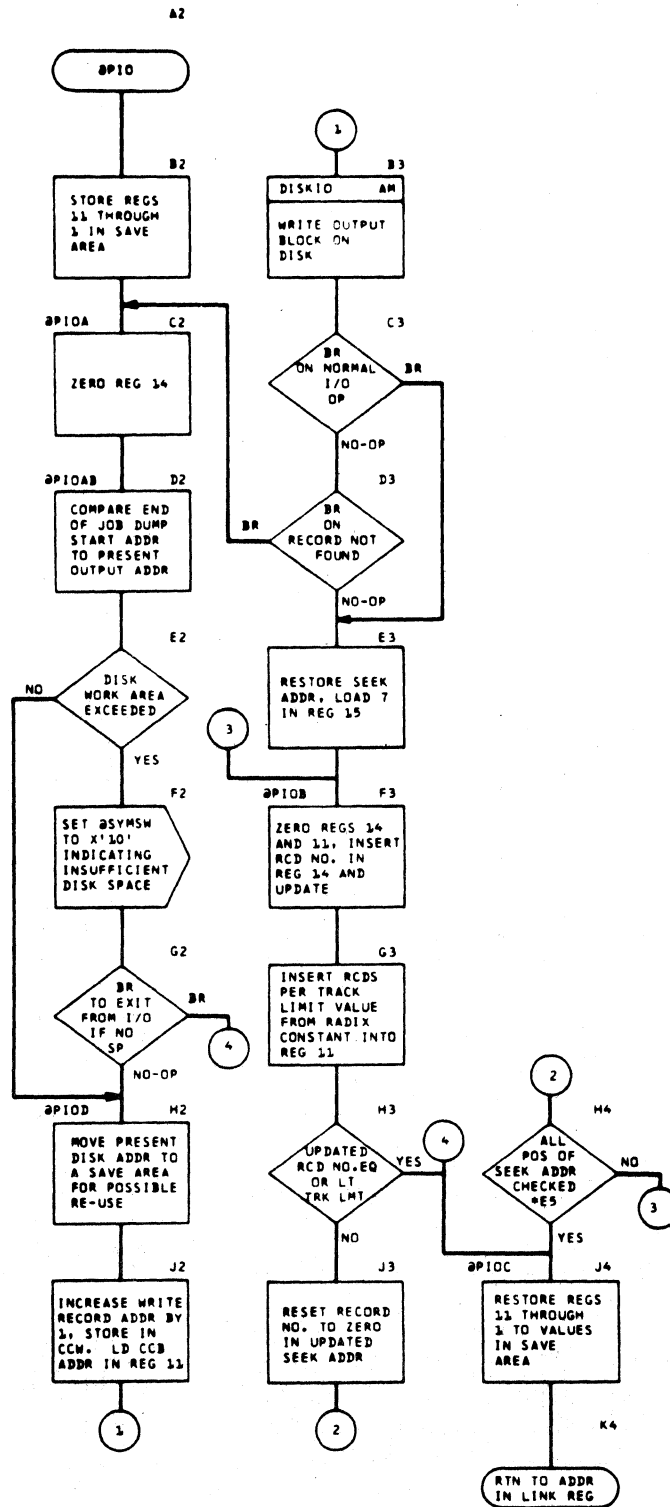 A2
∂PIO
B2
STORE REGS
11 THROUGH
1 IN SAVE
AREA
∂PIOA
C2
ZERO REG 14
∂PIOAB
D2
COMPARE END
OF JOB DUMP
START ADDR
TO PRESENT
OUTPUT ADDR
E2
NO
DISK
WORK AREA
EXCEEDED
YES
F2
SET ∂SYMSW
TO X'10'
INDICATING
INSUFFICIENT
DISK SPACE
G2
BR
TO EXIT
FROM I/O
IF NO
SP
BR
4
NO-OP
∂PIOD
H2
MOVE PRESENT
DISK ADDR TO
A SAVE AREA
FOR POSSIBLE
RE-USE
J2
INCREASE WRITE
RECORD ADDR BY
1, STORE IN
CCW. LD CCB
ADDR IN REG 11
1
1
B3
DISKIO AM
WRITE OUTPUT
BLOCK ON
DISK
C3
BR
ON NORMAL
I/O
OP
BR
NO-OP
D3
BR
BR
ON
RECORD NOT
FOUND
NO-OP
E3
RESTORE SEEK
ADDR, LOAD 7
IN REG 15
3
∂PIOB
F3
ZERO REGS 14
AND 11, INSERT
RCD NO. IN
REG 14 AND
UPDATE
G3
INSERT RCDS
PER TRACK
LIMIT VALUE
FROM RADIX
CONSTANT INTO
REG 11
H3
UPDATED
RCD NO.EQ
OR LT
TRK LMT
YES
4
NO
J3
RESET RECORD
NO. TO ZERO
IN UPDATED
SEEK ADDR
2
2
H4
ALL
POS OF
SEEK ADDR
CHECKED
*E5
NO
3
YES
∂PIOC
J4
RESTORE REGS
11 THROUGH
1 TO VALUES
IN SAVE
AREA
K4
RTN TO ADDR
IN LINK REG